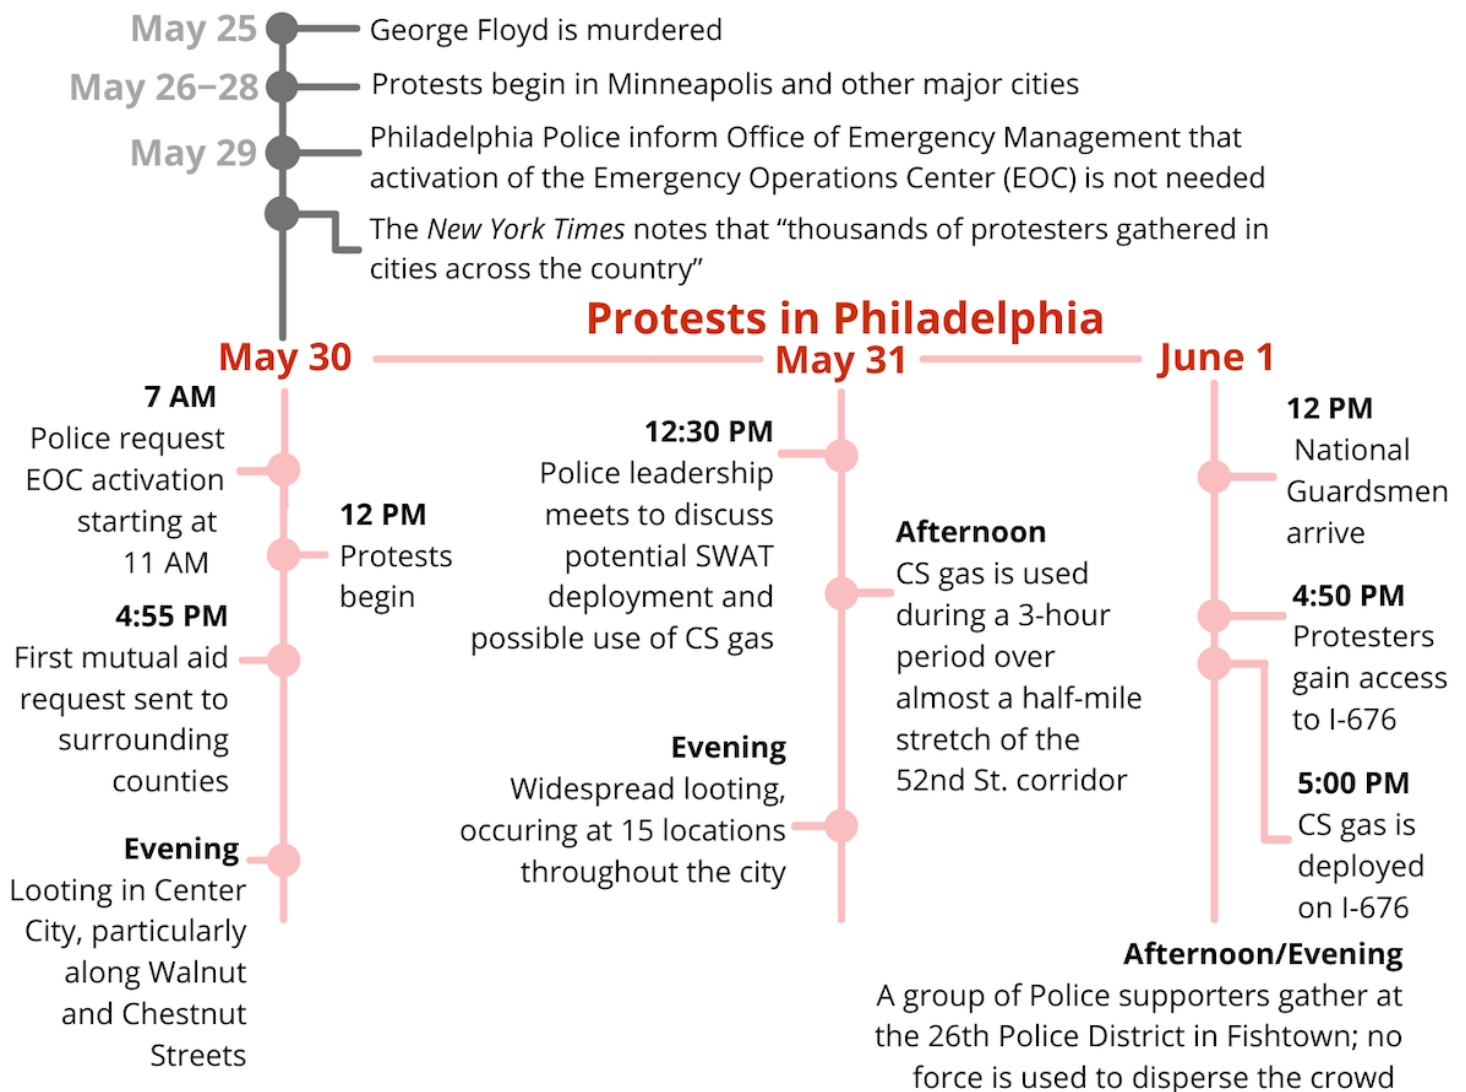 May 25
George Floyd is murdered
May 26–28
Protests begin in Minneapolis and other major cities
May 29
Philadelphia Police inform Office of Emergency Management that
activation of the Emergency Operations Center (EOC) is not needed
The New York Times notes that “thousands of protesters gathered in
cities across the country”
Protests in Philadelphia
May 30
7 AM
Police request
EOC activation
starting at
11 AM
12 PM
Protests
begin
4:55 PM
First mutual aid
request sent to
surrounding
counties
Evening
Looting in Center
City, particularly
along Walnut
and Chestnut
Streets
May 31
12:30 PM
Police leadership
meets to discuss
potential SWAT
deployment and
possible use of CS gas
Afternoon
CS gas is used
during a 3-hour
period over
almost a half-mile
stretch of the
52nd St. corridor
Evening
Widespread looting,
occuring at 15 locations
throughout the city
June 1
12 PM
National
Guardsmen
arrive
4:50 PM
Protesters
gain access
to I-676
5:00 PM
CS gas is
deployed
on I-676
Afternoon/Evening
A group of Police supporters gather at
the 26th Police District in Fishtown; no
force is used to disperse the crowd